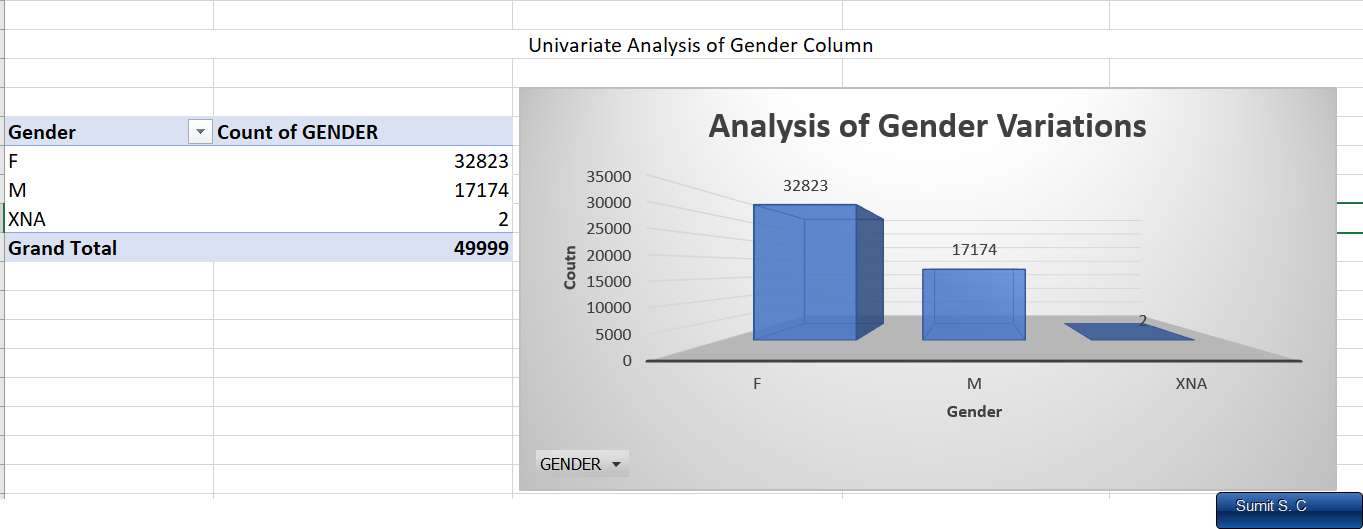 Univariate Analysis of Gender Column
Gender Count of GENDER
F 32823
M 17174
XNA 2
Grand Total 49999
Analysis of Gender Variations
35000
30000
25000
20000
15000
10000
5000
0
Coutn
32823
17174
2
F M XNA
Gender
GENDER
Sumit S. C